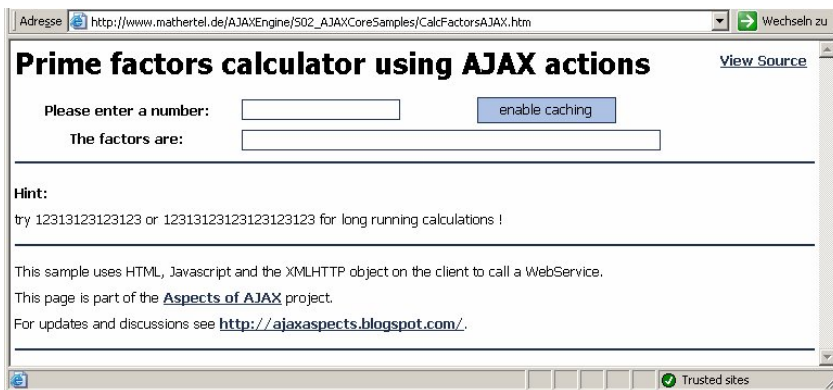 Adresse http://www.mathertel.de/AJAXEngine/S02_AJAXCoreSamples/CalcFactorsAJAX.htm Wechseln zu
Prime factors calculator using AJAX actions View Source
Please enter a number: enable caching
The factors are:
Hint:
try 12313123123123 or 12313123123123123123 for long running calculations !
This sample uses HTML, Javascript and the XMLHTTP object on the client to call a WebService.
This page is part of the Aspects of AJAX project.
For updates and discussions see http://ajaxaspects.blogspot.com/.
Trusted sites